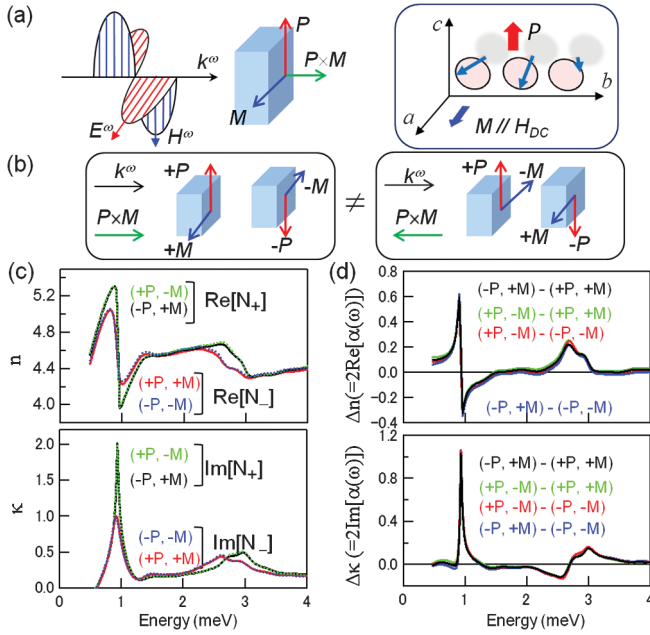 (a)
k^ω
E^ω
H^ω
P
P×M
M
c
P
b
a
M // H_DC
(b)
k^ω
+P
-M
P×M
+M
-P
≠
k^ω
+P
-M
P×M
+M
-P
(c)
n
5.2
4.8
4.4
4.0
(+P, -M)
(-P, +M)
Re[N₊]
(+P, +M)
(-P, -M)
Re[N₋]
κ
2.0
1.5
1.0
0.5
0.0
(+P, -M)
(-P, +M)
Im[N₊]
(-P, -M)
(+P, +M)
Im[N₋]
1 2 3 4
Energy (meV)
(d)
Δn(=2Re[α(ω)])
0.8
0.6
0.4
0.2
0.0
-0.2
-0.4
(-P, +M) - (+P, +M)
(+P, -M) - (+P, +M)
(+P, -M) - (-P, -M)
(-P, +M) - (-P, -M)
Δκ (=2Im[α(ω)])
1.2
0.8
0.4
0.0
(-P, +M) - (+P, +M)
(+P, -M) - (+P, +M)
(+P, -M) - (-P, -M)
(-P, +M) - (-P, -M)
1 2 3 4
Energy (meV)